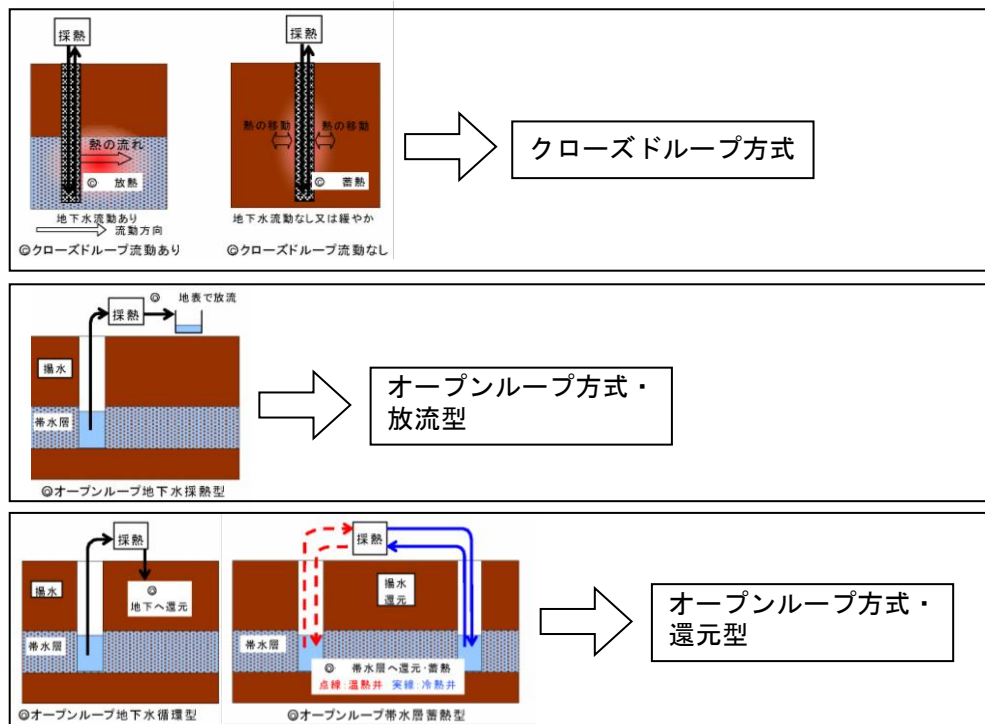 採熱
熱の流れ
◎ 放熱
地下水流動あり
流動方向
◎クローズドループ流動あり
採熱
熱の移動
熱の移動
◎ 蓄熱
地下水流動なし又は緩やか
◎クローズドループ流動なし
クローズドループ方式
◎ 地表で放流
採熱
揚水
帯水層
◎オープンループ地下水採熱型
オープンループ方式・
放流型
採熱
揚水
◎
地下へ還元
帯水層
◎オープンループ地下水循環型
採熱
揚水
還元
帯水層
◎ 帯水層へ還元・蓄熱
点線:温熱井 実線:冷熱井
◎オープンループ帯水層蓄熱型
オープンループ方式・
還元型